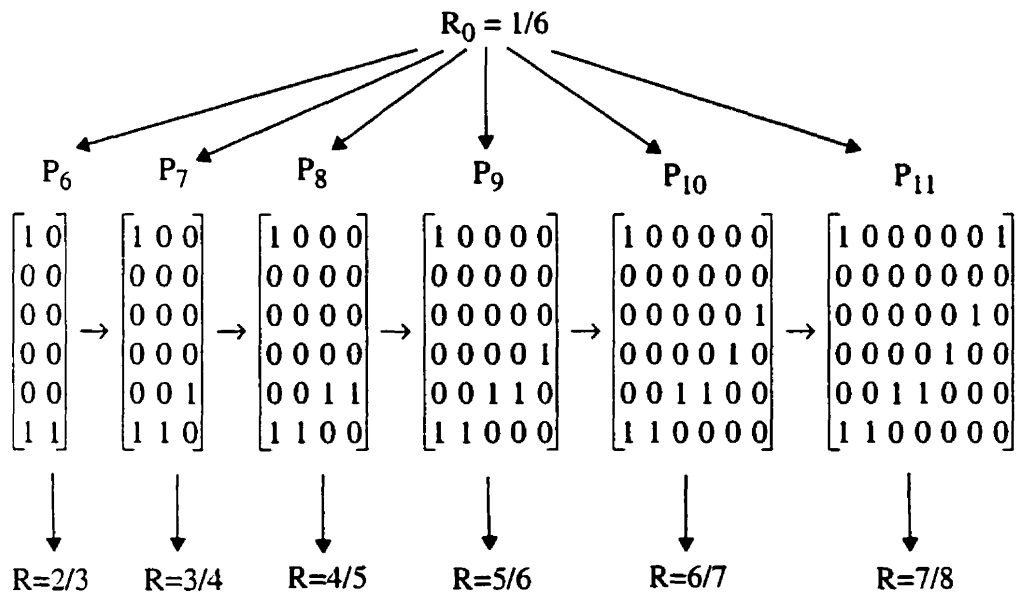 R0 = 1/6
P6 P7 P8 P9 P10 P11
1 0 1 0 0 1 0 0 0 1 0 0 0 0 1 0 0 0 0 0 1 0 0 0 0 0 1
0 0 0 0 0 0 0 0 0 0 0 0 0 0 0 0 0 0 0 0 0 0 0 0 0 0 0
0 0 → 0 0 0 → 0 0 0 0 → 0 0 0 0 0 → 0 0 0 0 0 1 → 0 0 0 0 0 1 0
0 0 0 0 0 0 0 0 0 0 0 0 0 1 0 0 0 0 1 0 0 0 0 0 1 0 0
0 0 0 0 1 0 0 1 1 0 0 1 1 0 0 0 1 1 0 0 0 0 1 1 0 0 0
1 1 1 1 0 1 1 0 0 1 1 0 0 0 1 1 0 0 0 0 1 1 0 0 0 0 0
R=2/3 R=3/4 R=4/5 R=5/6 R=6/7 R=7/8